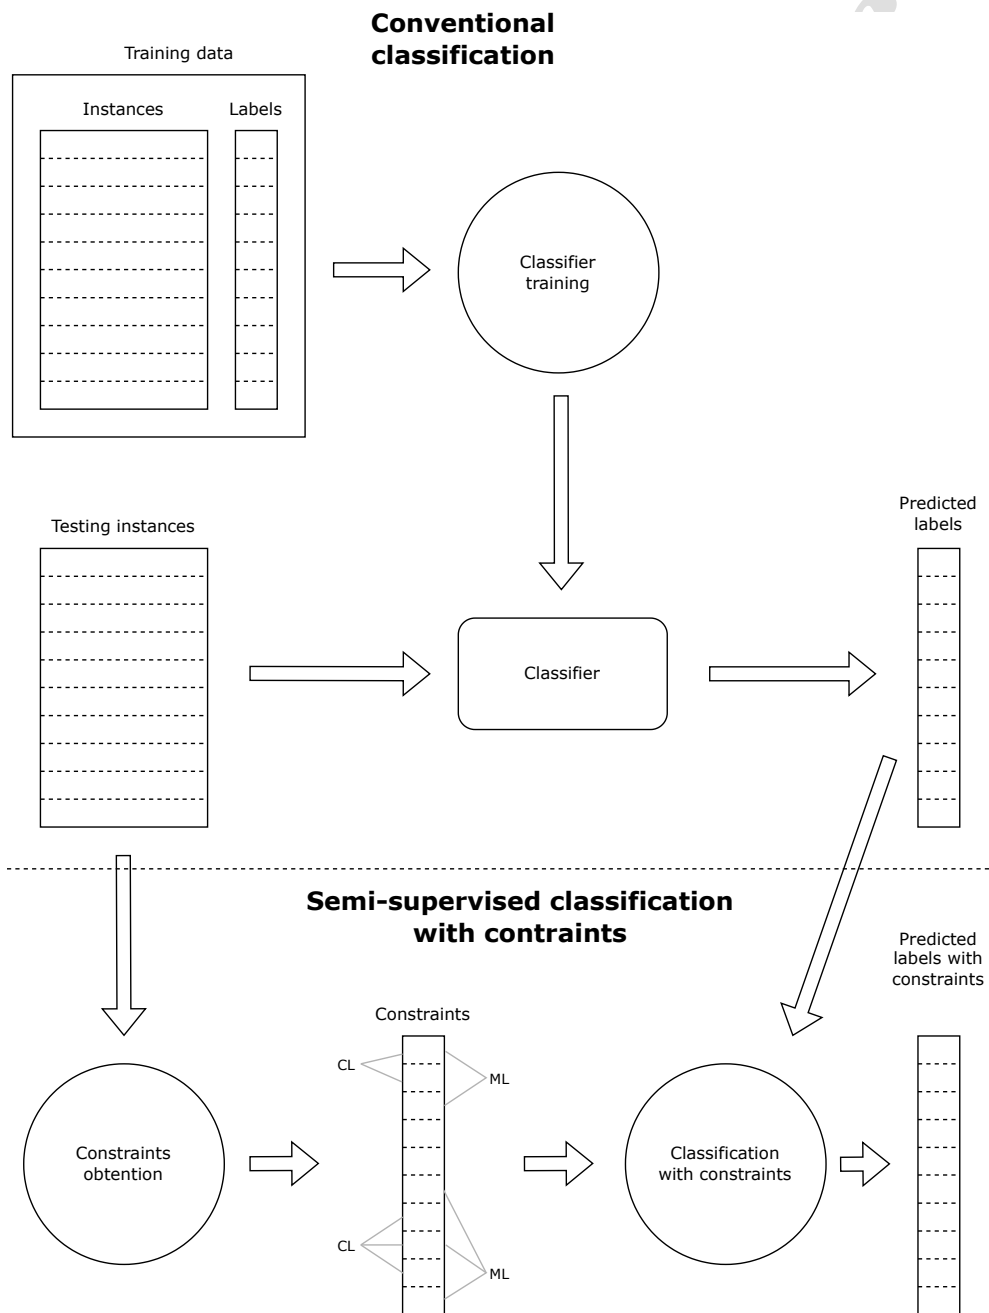 Conventional
classification
Training data
Instances
Labels
Classifier
training
Testing instances
Predicted
labels
Classifier
Semi-supervised classification
with contraints
Predicted
labels with
constraints
Constraints
CL
ML
Constraints
obtention
Classification
with constraints
CL
ML